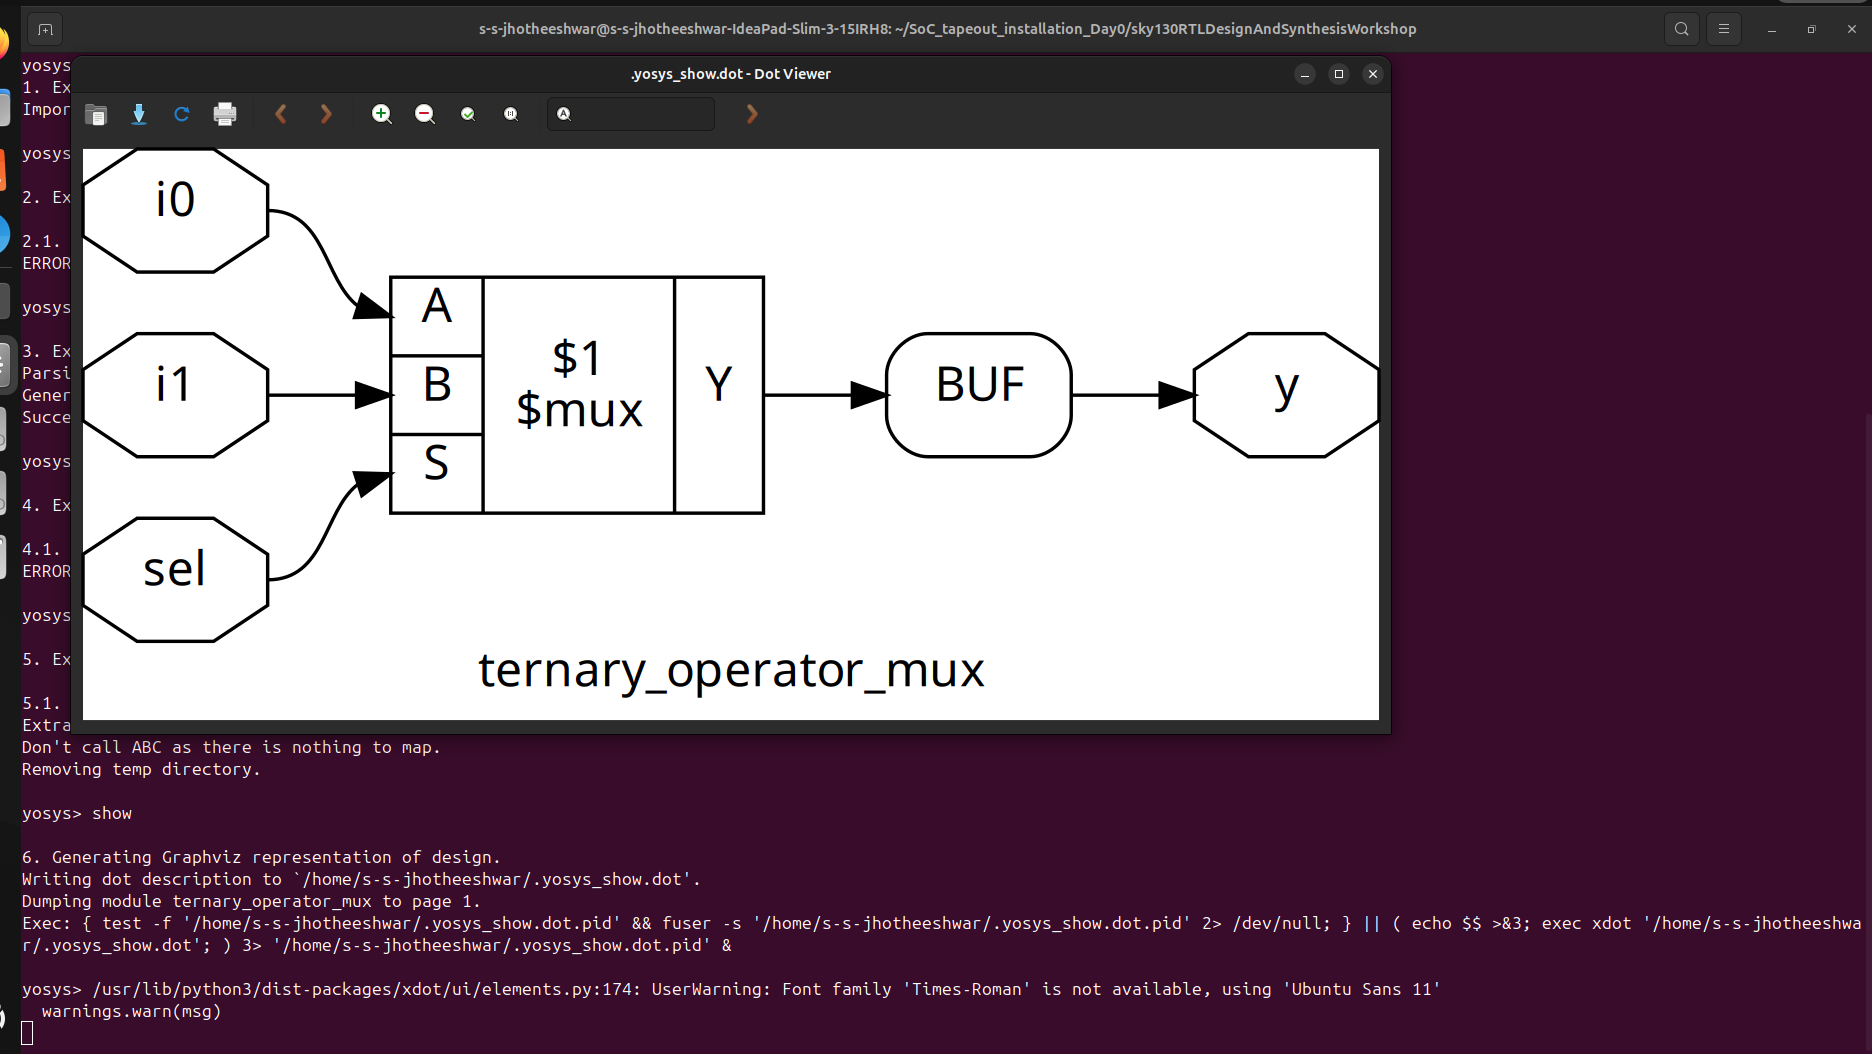 s-s-jhotheeshwar@s-s-jhotheeshwar-IdeaPad-Slim-3-15IRH8: ~/SoC_tapeout_installation_Day0/sky130RTLDesignAndSynthesisWorkshop
.yosys_show.dot - Dot Viewer
yosys
1. Ex
Impor
yosys
2. Ex
2.1.
ERROR
yosys
3. Ex
Parsi
Gener
Succe
yosys
4. Ex
4.1.
ERROR
yosys
5. Ex
5.1.
Extra
i0
i1
sel
A
B
S
$1
$mux
Y
BUF
y
ternary_operator_mux
Don't call ABC as there is nothing to map.
Removing temp directory.
yosys> show
6. Generating Graphviz representation of design.
Writing dot description to `/home/s-s-jhotheeshwar/.yosys_show.dot'.
Dumping module ternary_operator_mux to page 1.
Exec: { test -f '/home/s-s-jhotheeshwar/.yosys_show.dot.pid' && fuser -s '/home/s-s-jhotheeshwar/.yosys_show.dot.pid' 2> /dev/null; } || ( echo $$ >&3; exec xdot '/home/s-s-jhotheeshwa
r/.yosys_show.dot'; ) 3> '/home/s-s-jhotheeshwar/.yosys_show.dot.pid' &
yosys> /usr/lib/python3/dist-packages/xdot/ui/elements.py:174: UserWarning: Font family 'Times-Roman' is not available, using 'Ubuntu Sans 11'
warnings.warn(msg)